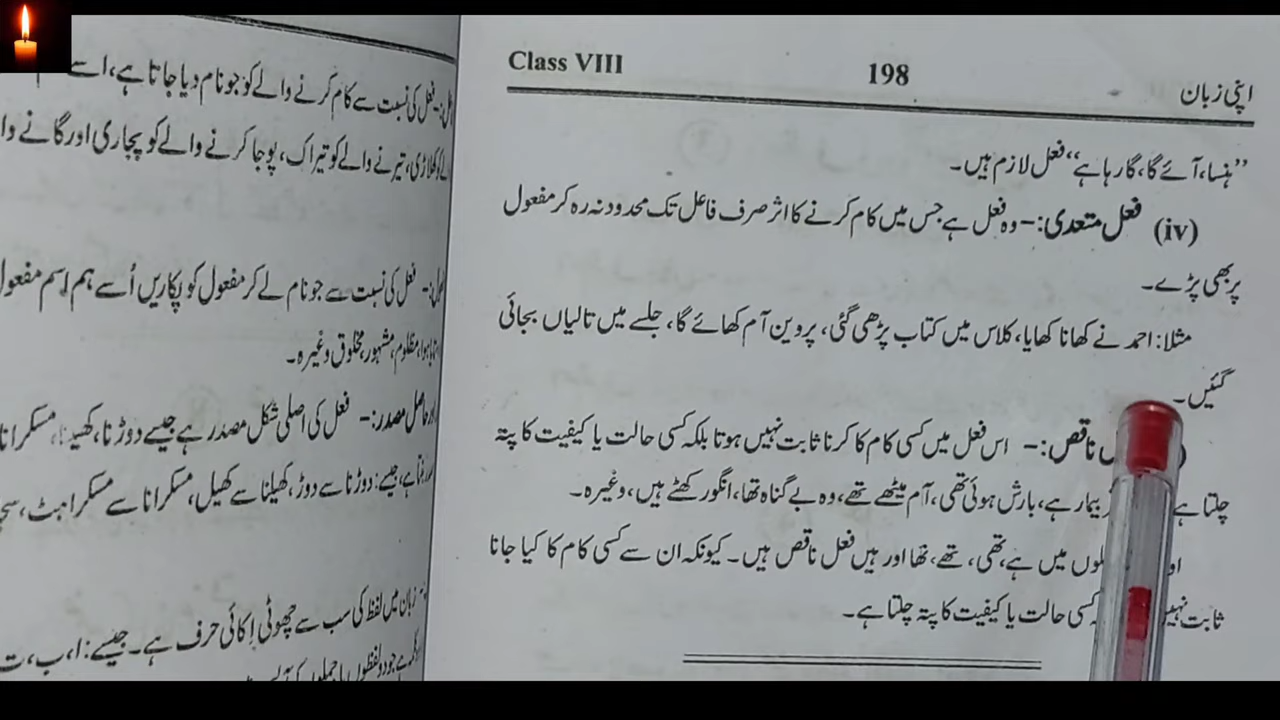 Class VIII 198 اپنی زبان
”ہنسا، آئے گا، گا رہا ہے“ فعل لازم ہیں۔
(iv) فعل متعدی:- وہ فعل ہے جس میں کام کرنے کا اثر صرف فاعل تک محدود نہ رہ کر مفعول
پر بھی پڑے۔
مثلا: احمد نے کھانا کھایا، کلاس میں کتاب پڑھی گئی، پروین آم کھائے گا، جلسے میں تالیاں بجائی
گئیں۔
ناقص:- اس فعل میں کسی کام کا کرنا ثابت نہیں ہوتا بلکہ کسی حالت یا کیفیت کا پتہ
چلتا ہے بیمار ہے، بارش ہوئی تھی، آم میٹھے تھے، وہ بے گناہ تھا، انگور کھٹے ہیں، وغیرہ۔
میں ہے، تھی، تھے، تھا اور ہیں فعل ناقص ہیں۔ کیونکہ ان سے کسی کام کا کیا جانا
ثابت کسی حالت یا کیفیت کا پتہ چلتا ہے۔
فعل کی نسبت سے کام کرنے والے کو جو نام دیا جاتا ہے، اسے
کھلاڑی، تیرنے والے کو تیراک، پوجا کرنے والے کو پجاری اور گانے
فعل کی نسبت سے جو نام لے کر مفعول کو پکاریں اُسے ہم اسم مفعول
مظلوم، مشہور، مخلوق وغیرہ۔
حاصل مصدر:- فعل کی اصلی شکل مصدر ہے جیسے دوڑنا، کھیلنا، مسکرانا
ہے، جیسے: دوڑنا سے دوڑ، کھیلنا سے کھیل، مسکرانا سے مسکراہٹ،
زبان میں لفظ کی سب سے چھوٹی اِکائی حرف ہے۔ جیسے: ا، ب، ت